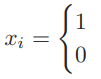 x_i = { 1
0